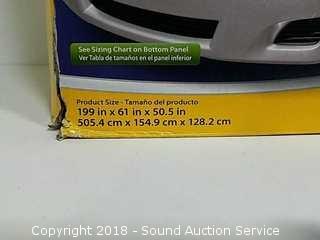 See Sizing Chart on Bottom Panel
Ver Tabla de tamaños en el panel inferior
Product Size - Tamaño del producto
199 in x 61 in x 50.5 in
505.4 cm x 154.9 cm x 128.2 cm
Copyright 2018 - Sound Auction Service